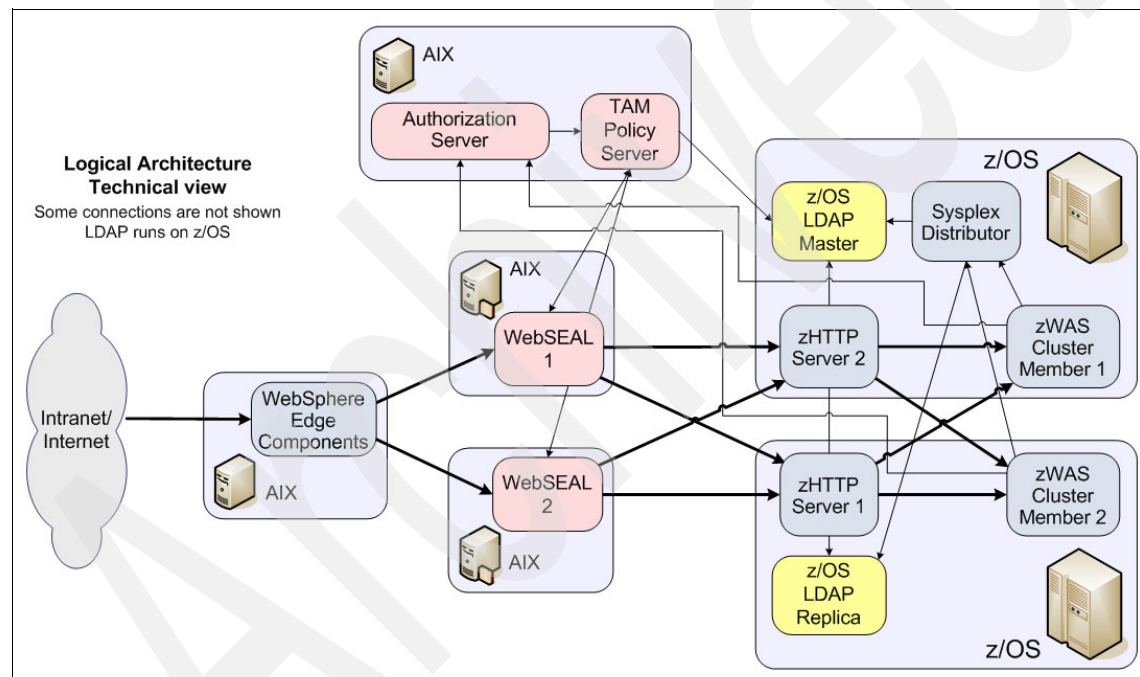 AIX
Authorization
Server
TAM
Policy
Server
Logical Architecture
Technical view
Some connections are not shown
LDAP runs on z/OS
z/OS
z/OS
LDAP
Master
Sysplex
Distributor
AIX
WebSEAL
1
zHTTP
Server 2
zWAS
Cluster
Member 1
Intranet/
Internet
WebSphere
Edge
Components
AIX
WebSEAL
2
AIX
zHTTP
Server 1
zWAS
Cluster
Member 2
z/OS
LDAP
Replica
z/OS